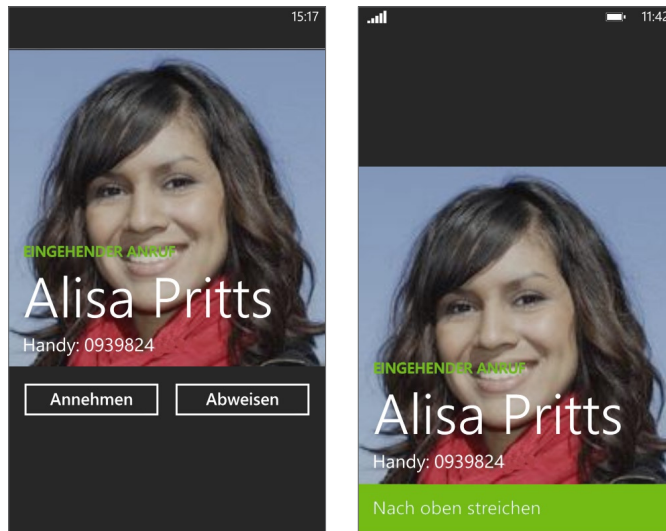 15:17
EINGEHENDER ANRUF
Alisa Pritts
Handy: 0939824
Annehmen
Abweisen
11:42
EINGEHENDER ANRUF
Alisa Pritts
Handy: 0939824
Nach oben streichen